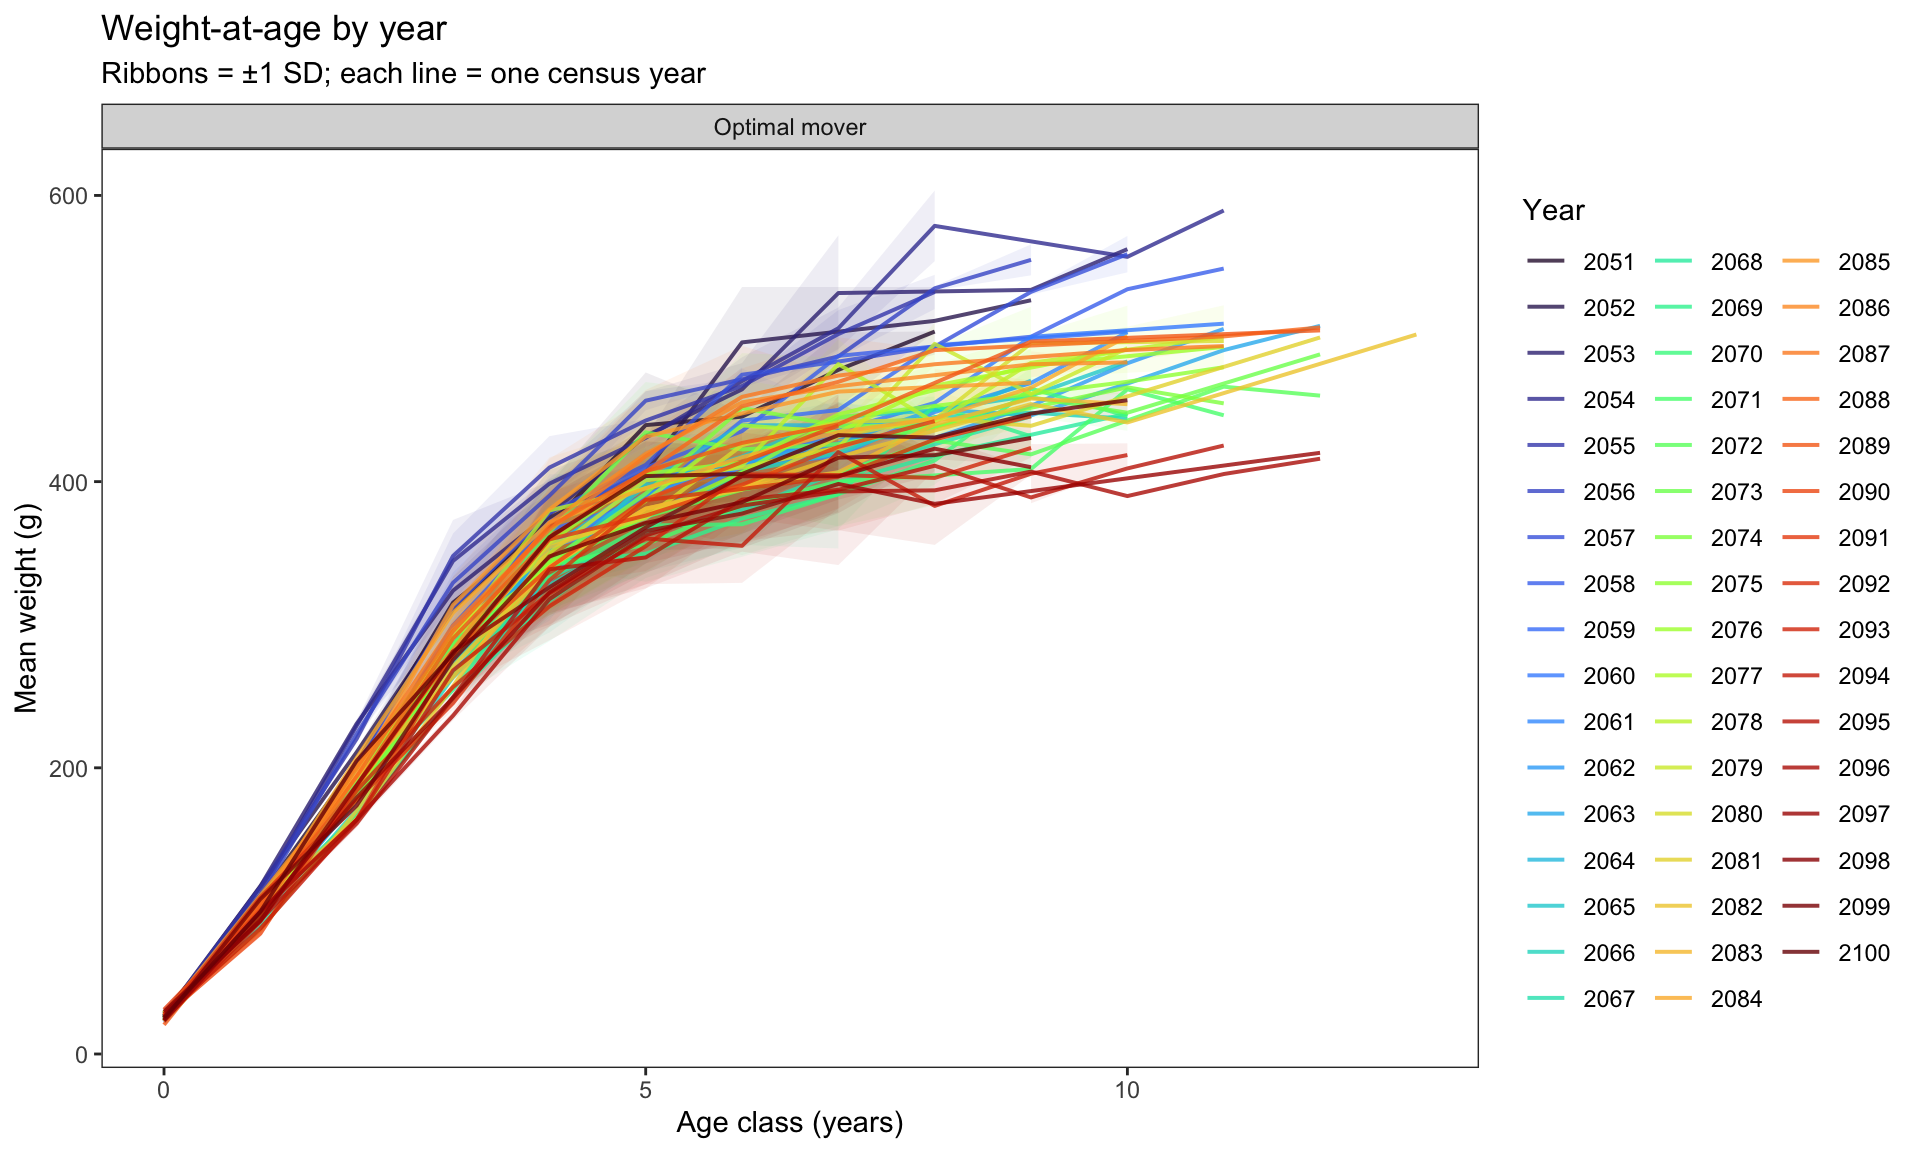 Weight-at-age by year
Ribbons = ±1 SD; each line = one census year
Optimal mover
600
400
200
0
Mean weight (g)
0 5 10
Age class (years)
Year
2051 2068 2085
2052 2069 2086
2053 2070 2087
2054 2071 2088
2055 2072 2089
2056 2073 2090
2057 2074 2091
2058 2075 2092
2059 2076 2093
2060 2077 2094
2061 2078 2095
2062 2079 2096
2063 2080 2097
2064 2081 2098
2065 2082 2099
2066 2083 2100
2067 2084